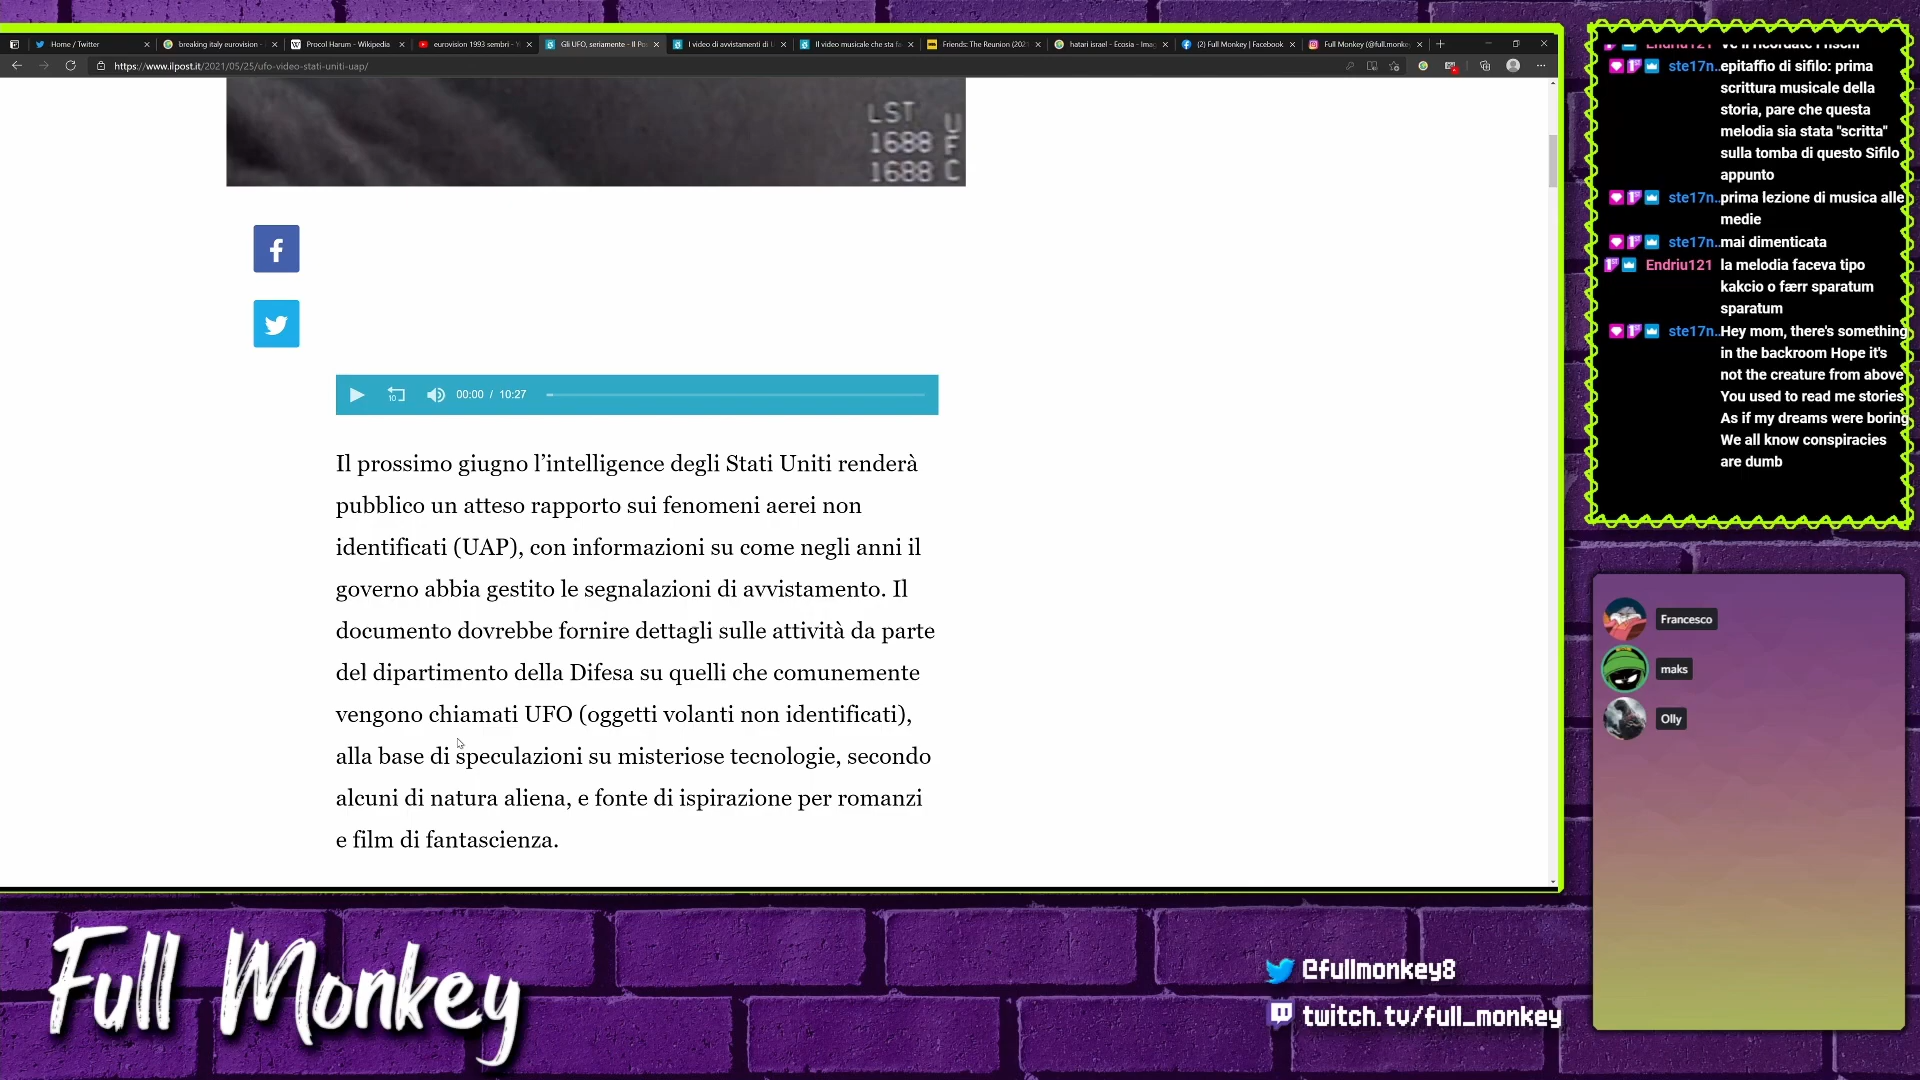 Home / Twitter
breaking italy eurovision -
Procol Harum - Wikipedia
eurovision 1993 sembri -
Gli UFO, seriamente - Il Po
I video di avvistamenti di
Il video musicale che sta fa
Friends: The Reunion (2021
hatari israel - Ecosia - Imag
(2) Full Monkey | Facebook
Full Monkey (@full.monke
https://www.ilpost.it/2021/05/25/ufo-video-stati-uniti-uap/
LST
1688
1688
U
F
C
00:00 / 10:27
Il prossimo giugno l’intelligence degli Stati Uniti renderà
pubblico un atteso rapporto sui fenomeni aerei non
identificati (UAP), con informazioni su come negli anni il
governo abbia gestito le segnalazioni di avvistamento. Il
documento dovrebbe fornire dettagli sulle attività da parte
del dipartimento della Difesa su quelli che comunemente
vengono chiamati UFO (oggetti volanti non identificati),
alla base di speculazioni su misteriose tecnologie, secondo
alcuni di natura aliena, e fonte di ispirazione per romanzi
e film di fantascienza.
ste17n.. epitaffio di sifilo: prima
scrittura musicale della
storia, pare che questa
melodia sia stata "scritta"
sulla tomba di questo Sifilo
appunto
ste17n.. prima lezione di musica alle
medie
ste17n.. mai dimenticata
Endriu121 la melodia faceva tipo
kakcio o færr sparatum
sparatum
ste17n.. Hey mom, there's something
in the backroom Hope it's
not the creature from above
You used to read me stories
As if my dreams were boring
We all know conspiracies
are dumb
Francesco
maks
Olly
Full Monkey
@fullmonkey8
twitch.tv/full_monkey